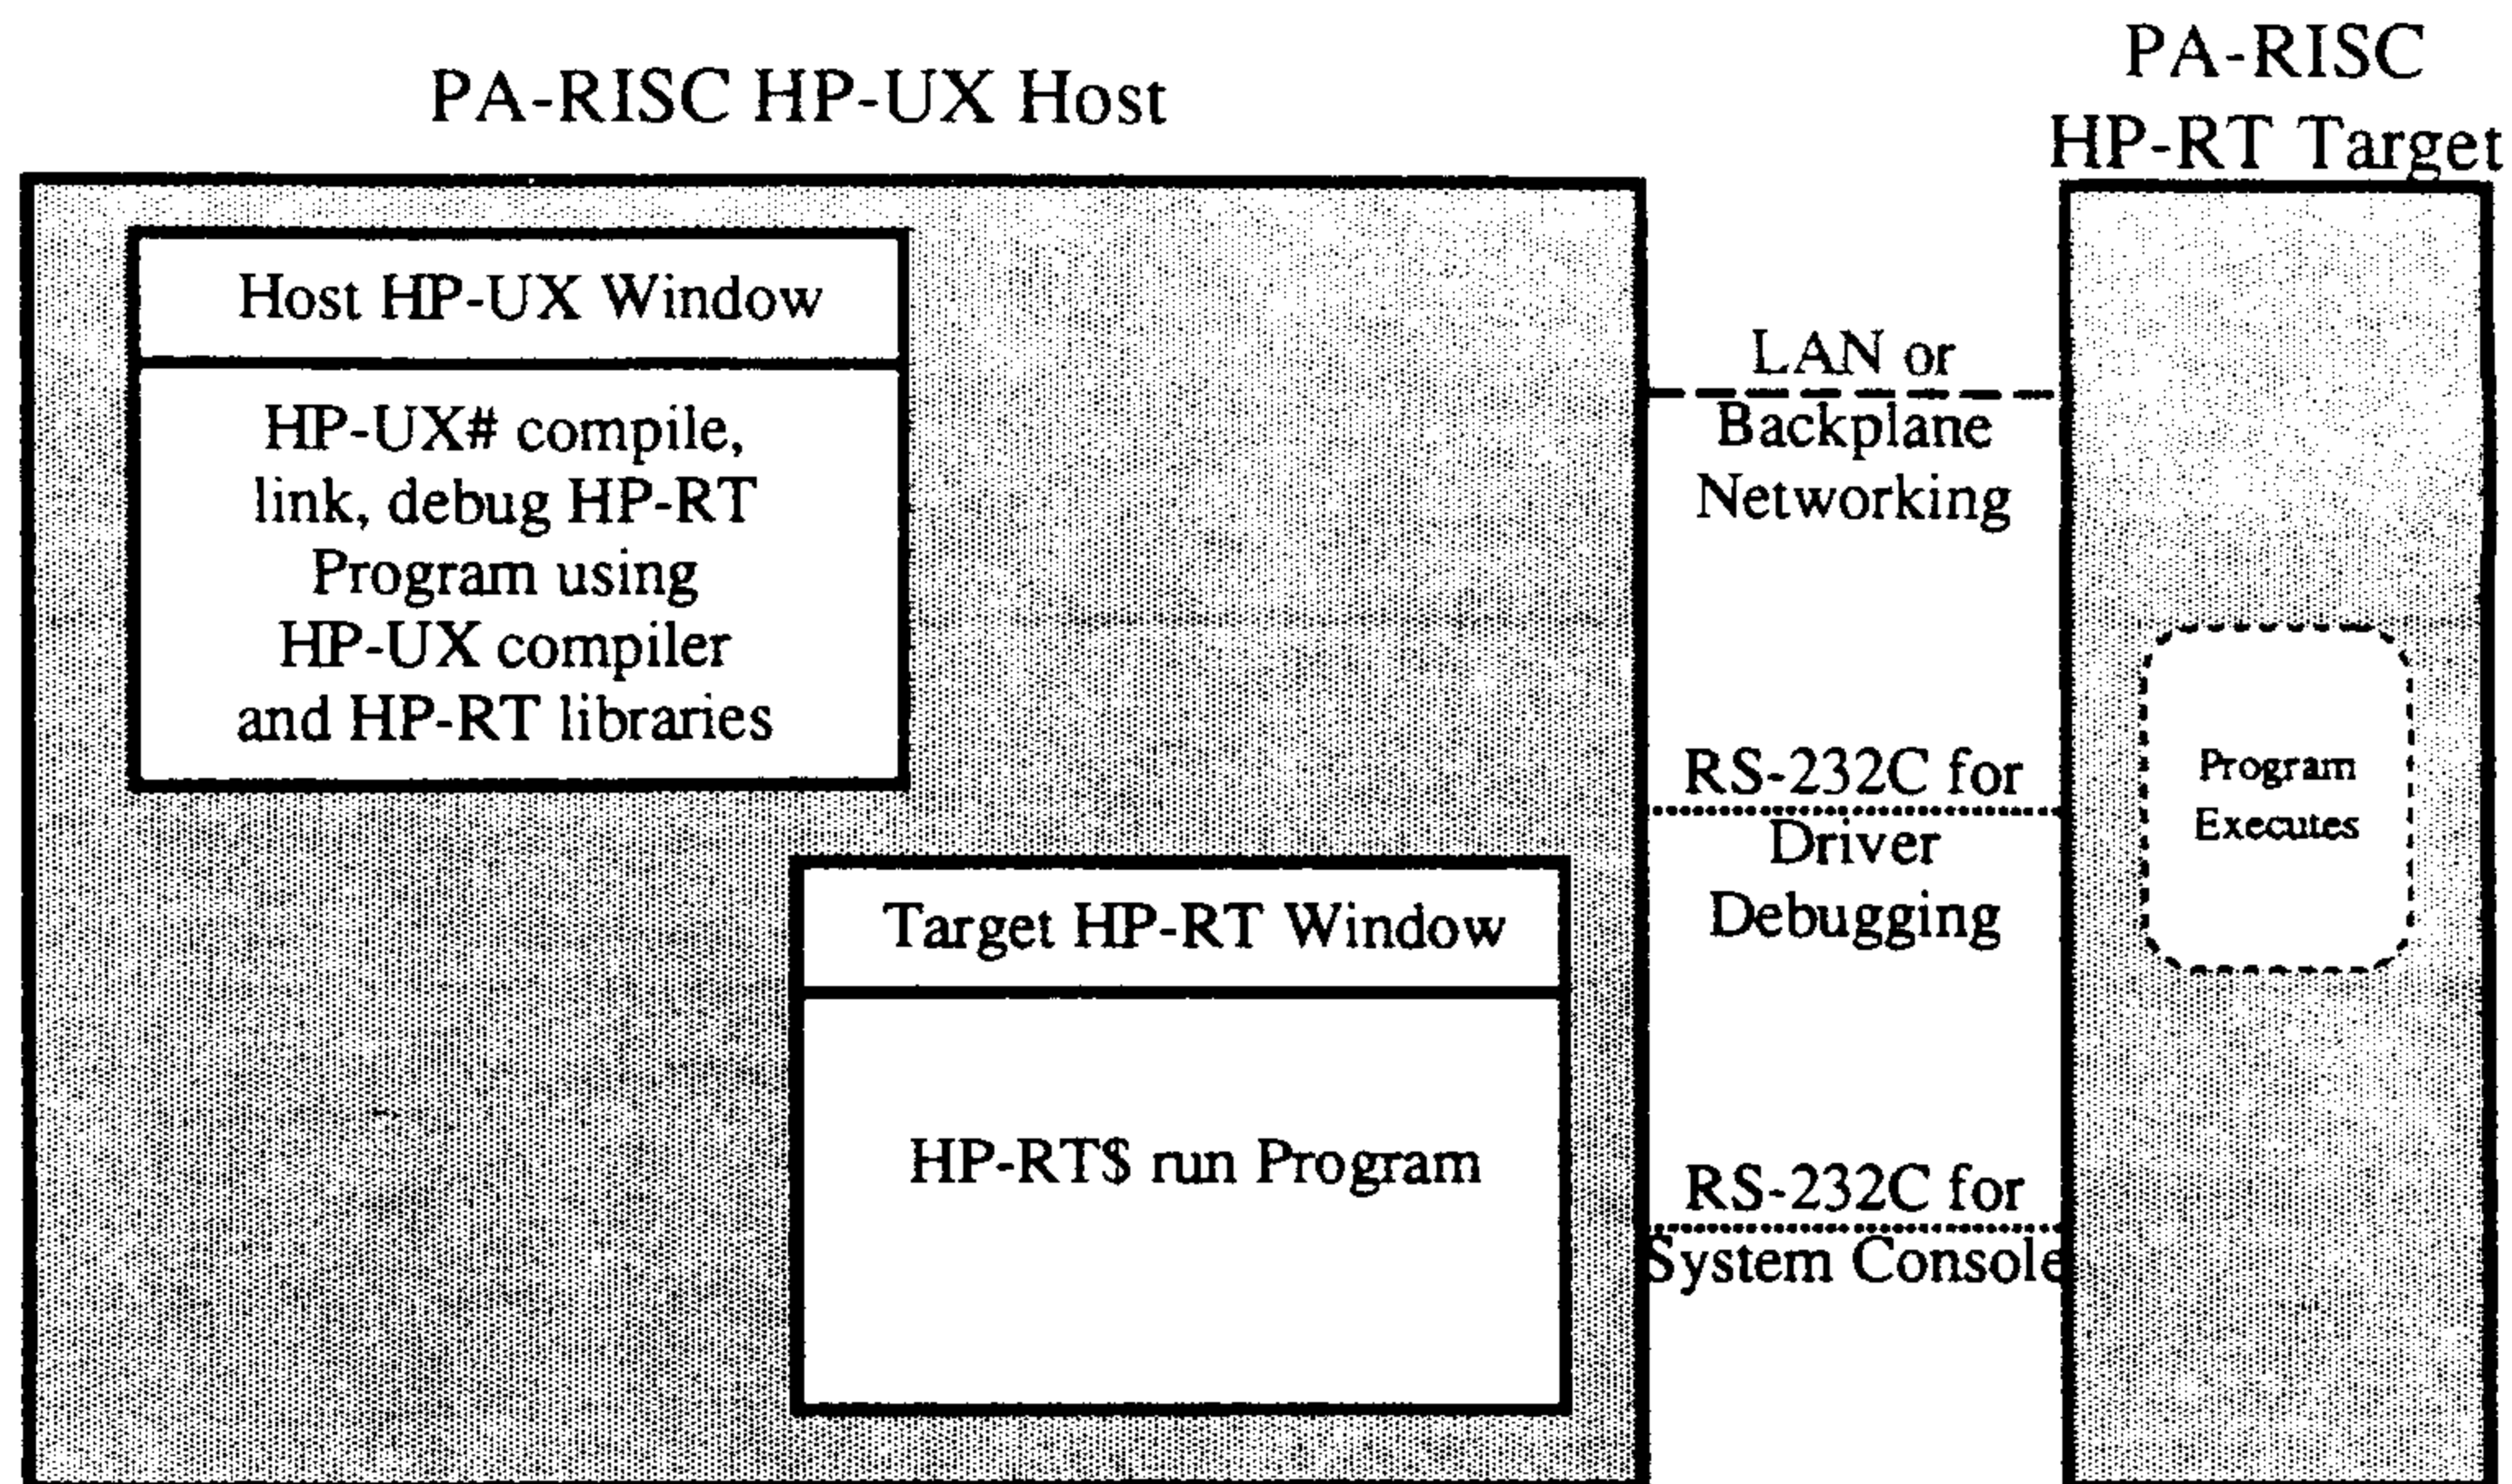 PA-RISC HP-UX Host
PA-RISC
HP-RT Target
Host HP-UX Window
HP-UX# compile,
link, debug HP-RT
Program using
HP-UX compiler
and HP-RT libraries
Target HP-RT Window
HP-RT$ run Program
LAN or
Backplane
Networking
RS-232C for
Driver
Debugging
RS-232C for
System Console
Program
Executes